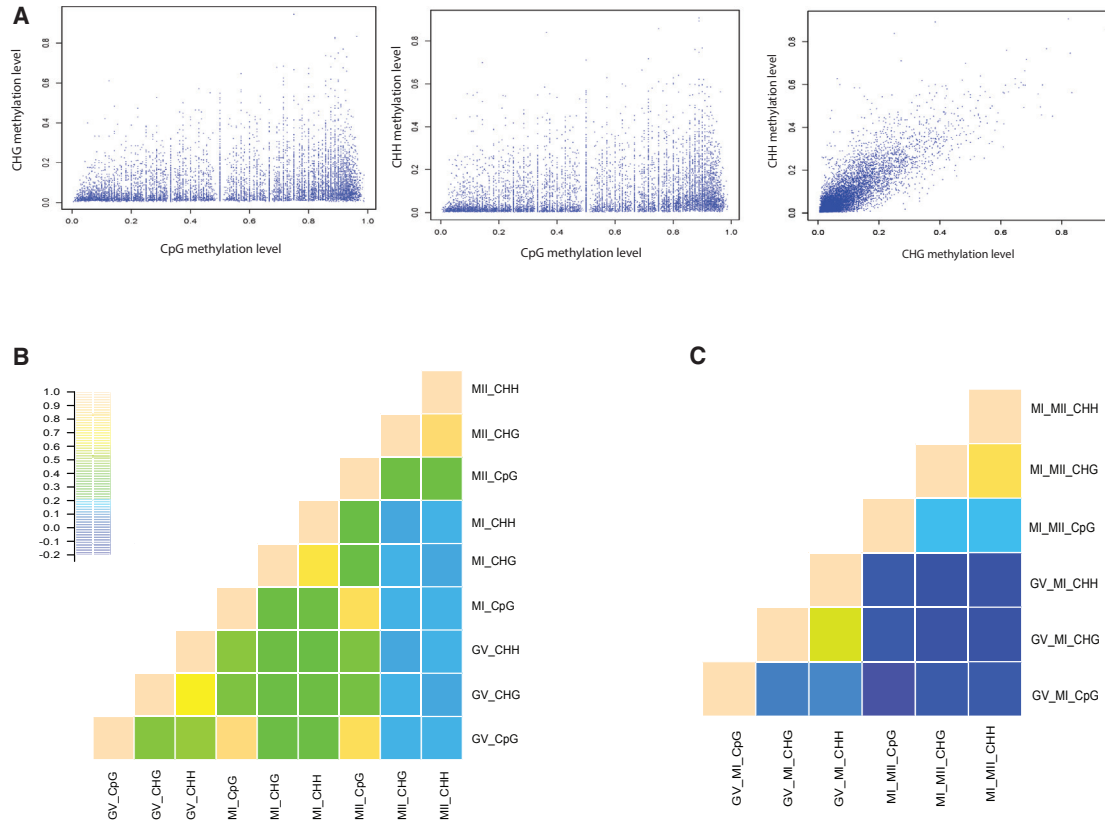 A
CHG methylation level
0.0
0.2
0.4
0.6
0.8
0.0
0.2
0.4
0.6
0.8
1.0
CpG methylation level
CHH methylation level
0.0
0.2
0.4
0.6
0.8
0.0
0.2
0.4
0.6
0.8
1.0
CpG methylation level
CHH methylation level
0.0
0.2
0.4
0.6
0.8
0.0
0.2
0.4
0.6
0.8
1.0
CHG methylation level
B
1.0
0.9
0.8
0.7
0.6
0.5
0.4
0.3
0.2
0.1
0.0
-0.1
-0.2
MII_CHH
MII_CHG
MII_CpG
MI_CHH
MI_CHG
MI_CpG
GV_CHH
GV_CHG
GV_CpG
GV_CpG
GV_CHG
GV_CHH
MI_CpG
MI_CHG
MI_CHH
MII_CpG
MII_CHG
MII_CHH
C
MI_MII_CHH
MI_MII_CHG
MI_MII_CpG
GV_MI_CHH
GV_MI_CHG
GV_MI_CpG
GV_MI_CpG
GV_MI_CHG
GV_MI_CHH
MI_MII_CpG
MI_MII_CHG
MI_MII_CHH